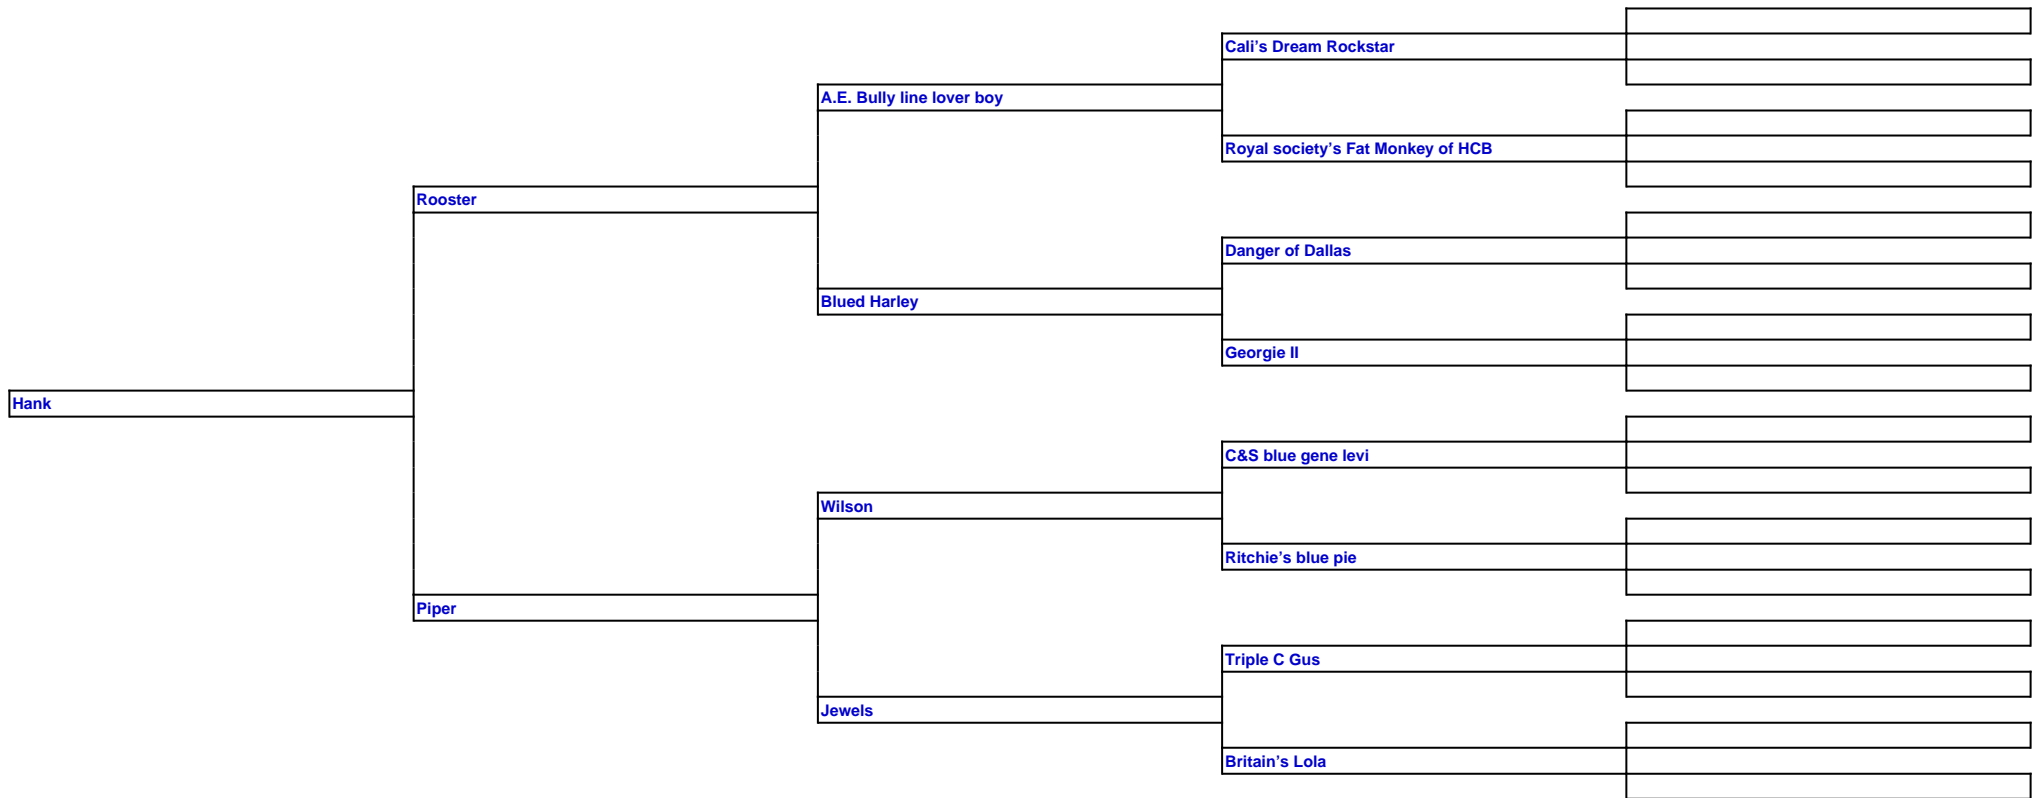 Cali’s Dream Rockstar
A.E. Bully line lover boy
Royal society’s Fat Monkey of HCB
Rooster
Danger of Dallas
Blued Harley
Georgie II
Hank
C&S blue gene levi
Wilson
Ritchie’s blue pie
Piper
Triple C Gus
Jewels
Britain’s Lola